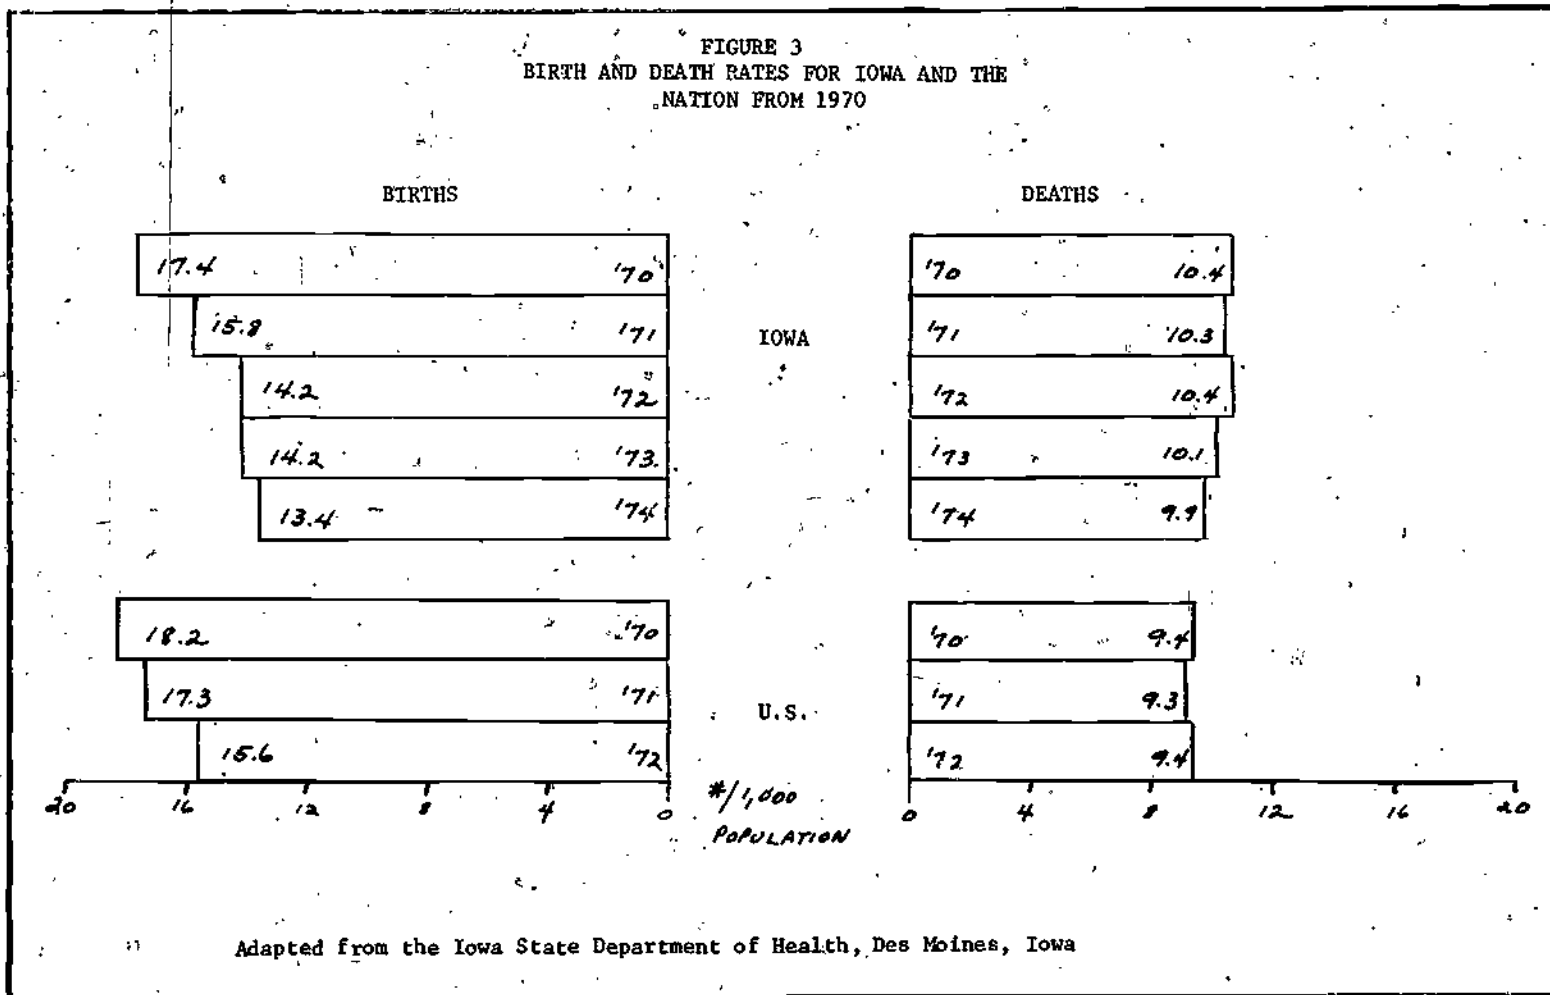 FIGURE 3
BIRTH AND DEATH RATES FOR IOWA AND THE
NATION FROM 1970
BIRTHS
DEATHS
17.4 '70
'70 10.4
15.8 '71
IOWA
'71 10.3
14.2 '72
'72 10.4
14.2 '73
'73 10.1
13.4 '74
'74 9.9
18.2 '70
'70 9.4
17.3 '71
U.S.
'71 9.3
15.6 '72
'72 9.4
20 16 12 8 4 0
#/1,000
POPULATION
0 4 8 12 16 20
Adapted from the Iowa State Department of Health, Des Moines, Iowa